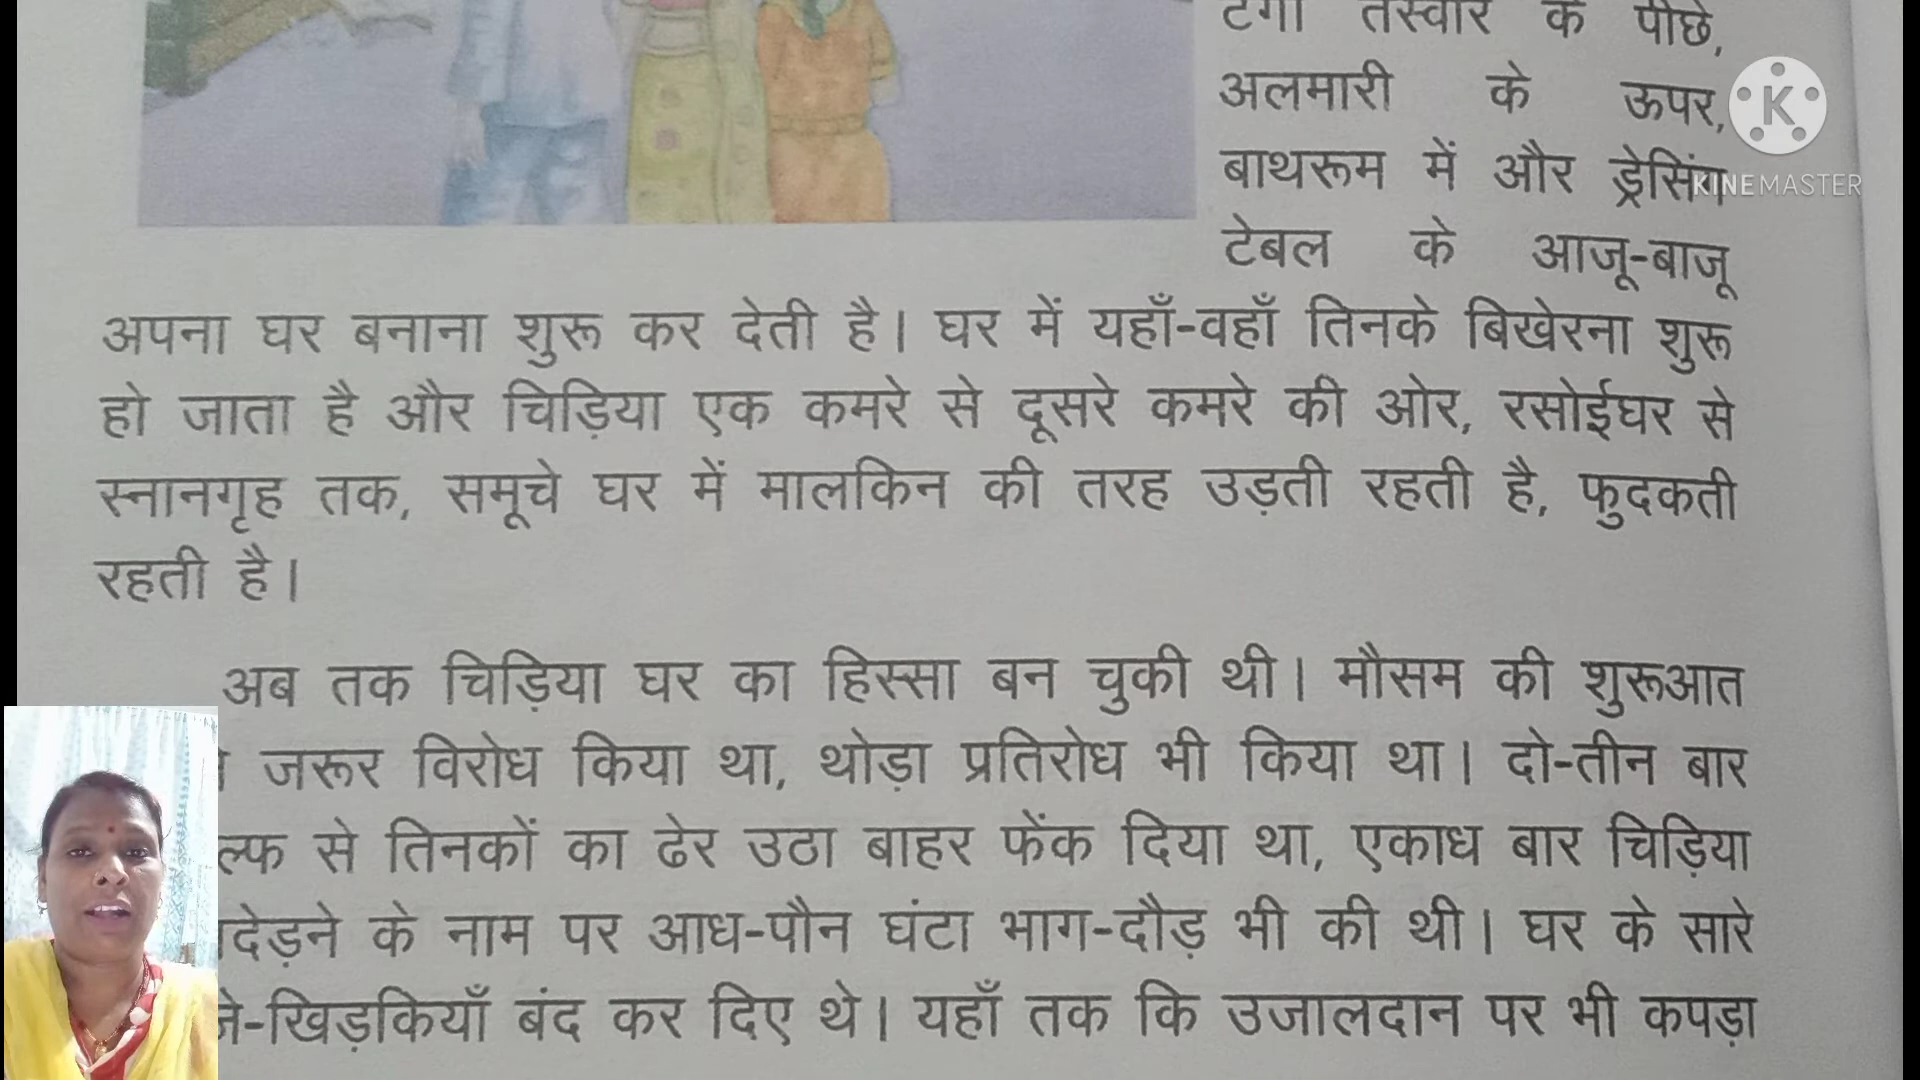 टँगी तस्वीर के पीछे,
अलमारी के ऊपर,
K
बाथरूम में और ड्रेसिंग
KINEMASTER
टेबल के आजू-बाजू
अपना घर बनाना शुरू कर देती है। घर में यहाँ-वहाँ तिनके बिखेरना शुरू
हो जाता है और चिड़िया एक कमरे से दूसरे कमरे की ओर, रसोईघर से
स्नानगृह तक, समूचे घर में मालकिन की तरह उड़ती रहती है, फुदकती
रहती है।
अब तक चिड़िया घर का हिस्सा बन चुकी थी। मौसम की शुरूआत
जरूर विरोध किया था, थोड़ा प्रतिरोध भी किया था। दो-तीन बार
ल्फ से तिनकों का ढेर उठा बाहर फेंक दिया था, एकाध बार चिड़िया
देड़ने के नाम पर आध-पौन घंटा भाग-दौड़ भी की थी। घर के सारे
जे-खिड़कियाँ बंद कर दिए थे। यहाँ तक कि उजालदान पर भी कपड़ा